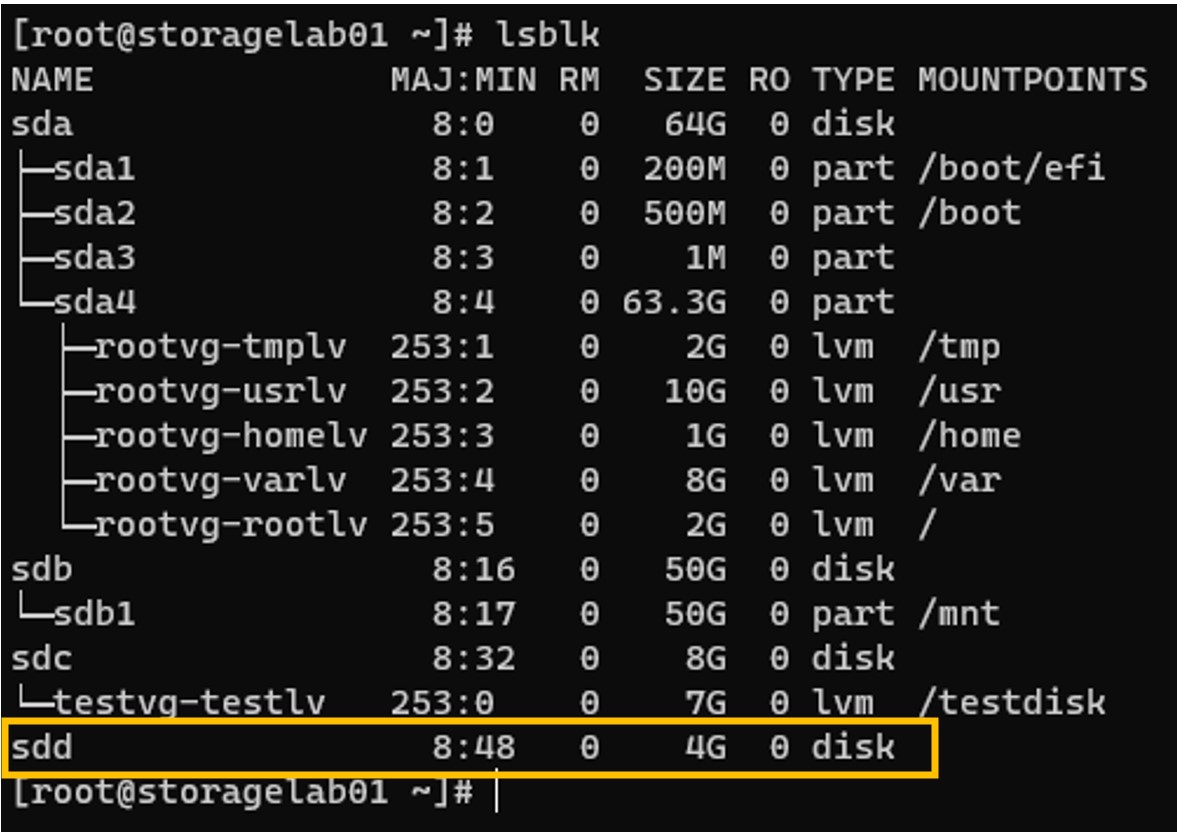 [root@storagelab01 ~]# lsblk
NAME              MAJ:MIN RM   SIZE RO TYPE MOUNTPOINTS
sda                 8:0    0    64G  0 disk
├─sda1              8:1    0   200M  0 part /boot/efi
├─sda2              8:2    0   500M  0 part /boot
├─sda3              8:3    0     1M  0 part
└─sda4              8:4    0  63.3G  0 part
  ├─rootvg-tmplv  253:1    0     2G  0 lvm  /tmp
  ├─rootvg-usrlv  253:2    0    10G  0 lvm  /usr
  ├─rootvg-homelv 253:3    0     1G  0 lvm  /home
  ├─rootvg-varlv  253:4    0     8G  0 lvm  /var
  └─rootvg-rootlv 253:5    0     2G  0 lvm  /
sdb                 8:16   0    50G  0 disk
└─sdb1              8:17   0    50G  0 part /mnt
sdc                 8:32   0     8G  0 disk
└─testvg-testlv   253:0    0     7G  0 lvm  /testdisk
sdd                 8:48   0     4G  0 disk
[root@storagelab01 ~]#